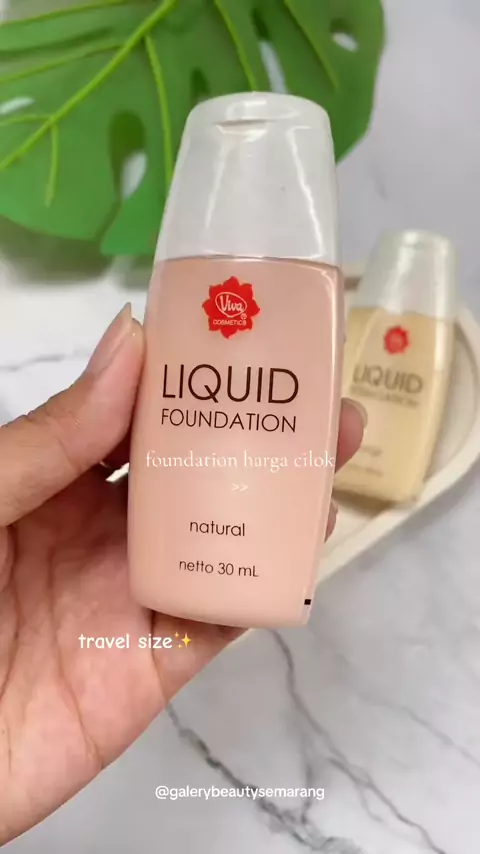 Viva
COSMETICS
LIQUID
FOUNDATION
foundation harga cilok
>>
natural
netto 30 mL
travel size✨
@galerybeautysemarang
LIQUID